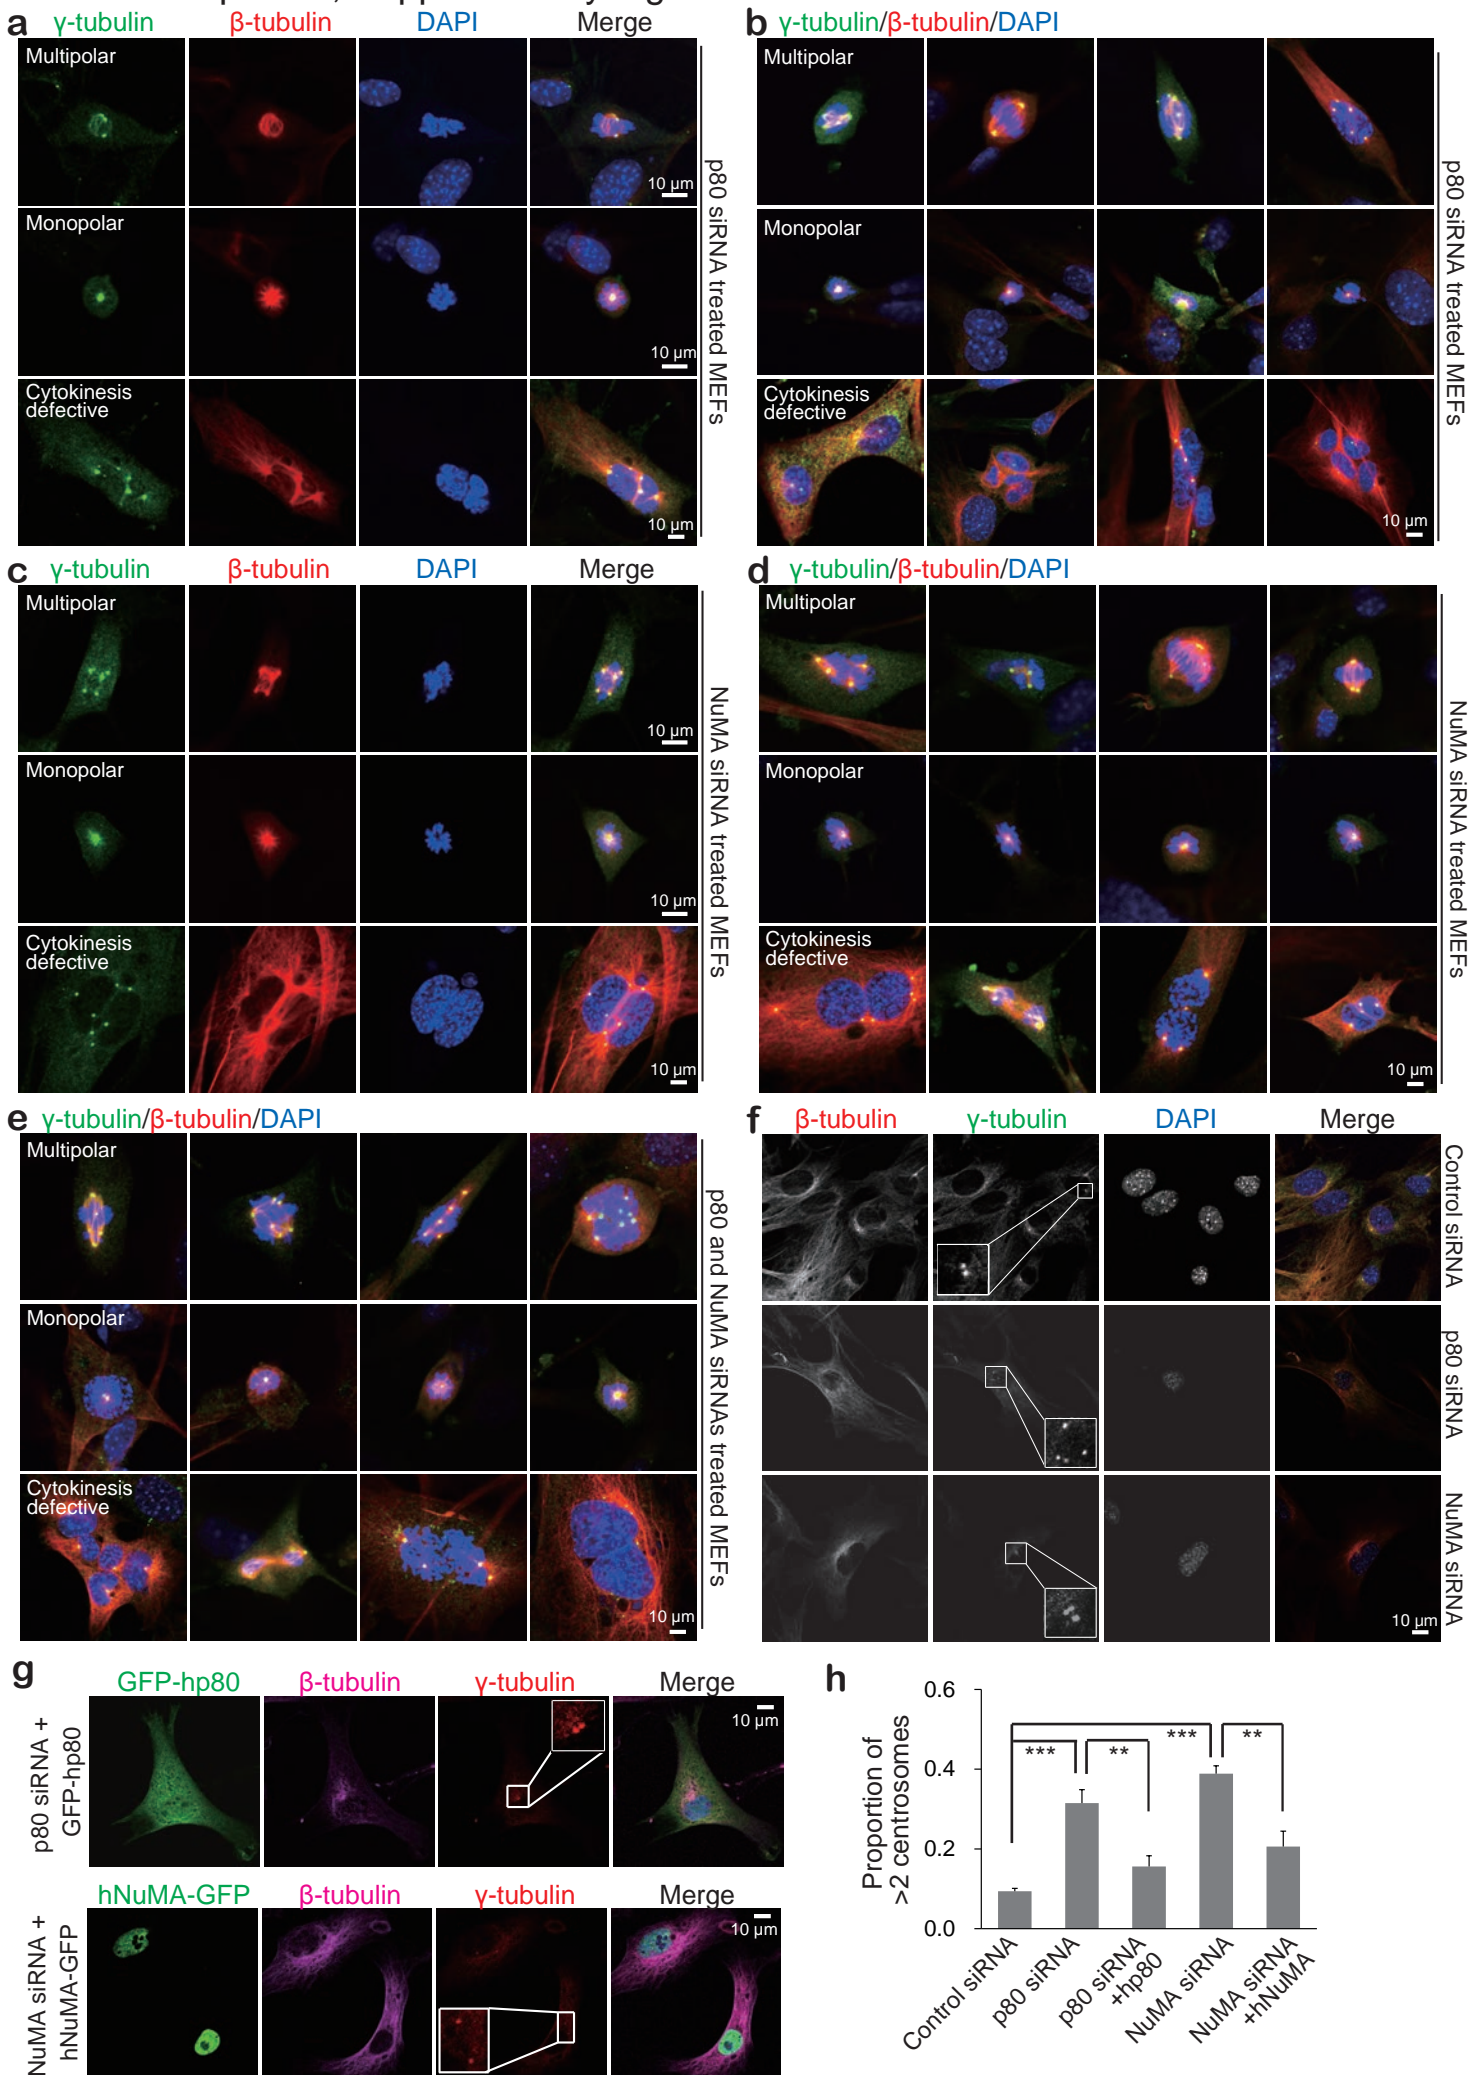 a γ-tubulin β-tubulin DAPI Merge
Multipolar
10 µm
Monopolar
10 µm
Cytokinesis
defective
10 µm
p80 siRNA treated MEFs
b γ-tubulin/β-tubulin/DAPI
Multipolar
Monopolar
Cytokinesis
defective
10 µm
p80 siRNA treated MEFs
c γ-tubulin β-tubulin DAPI Merge
Multipolar
10 µm
Monopolar
10 µm
Cytokinesis
defective
10 µm
NuMA siRNA treated MEFs
d γ-tubulin/β-tubulin/DAPI
Multipolar
Monopolar
Cytokinesis
defective
10 µm
NuMA siRNA treated MEFs
e γ-tubulin/β-tubulin/DAPI
Multipolar
Monopolar
Cytokinesis
defective
10 µm
p80 and NuMA siRNAs treated MEFs
f β-tubulin γ-tubulin DAPI Merge
Control siRNA
p80 siRNA
NuMA siRNA
10 µm
g
GFP-hp80 β-tubulin γ-tubulin Merge
p80 siRNA +
GFP-hp80
10 µm
hNuMA-GFP β-tubulin γ-tubulin Merge
NuMA siRNA +
hNuMA-GFP
10 µm
h
Proportion of
>2 centrosomes
0.6
0.4
0.2
0.0
*** ** *** **
Control siRNA
p80 siRNA
p80 siRNA
+hp80
NuMA siRNA
NuMA siRNA
+hNuMA